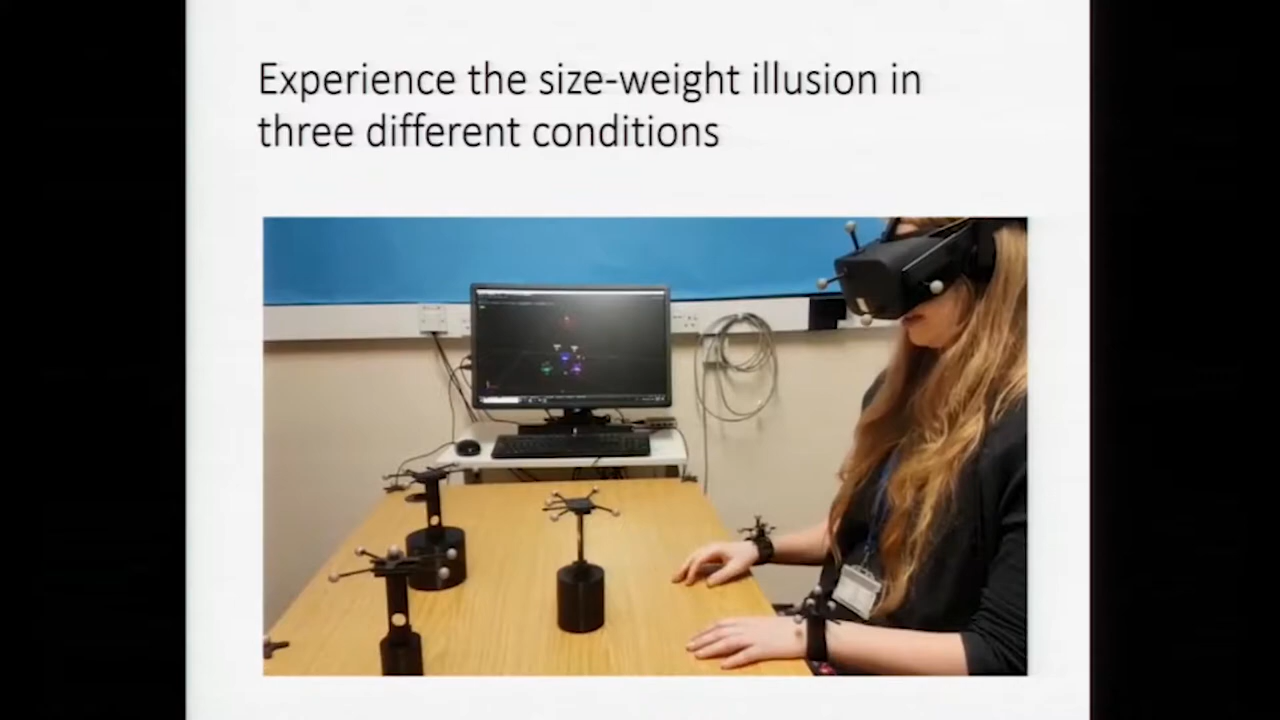 Experience the size-weight illusion in
three different conditions